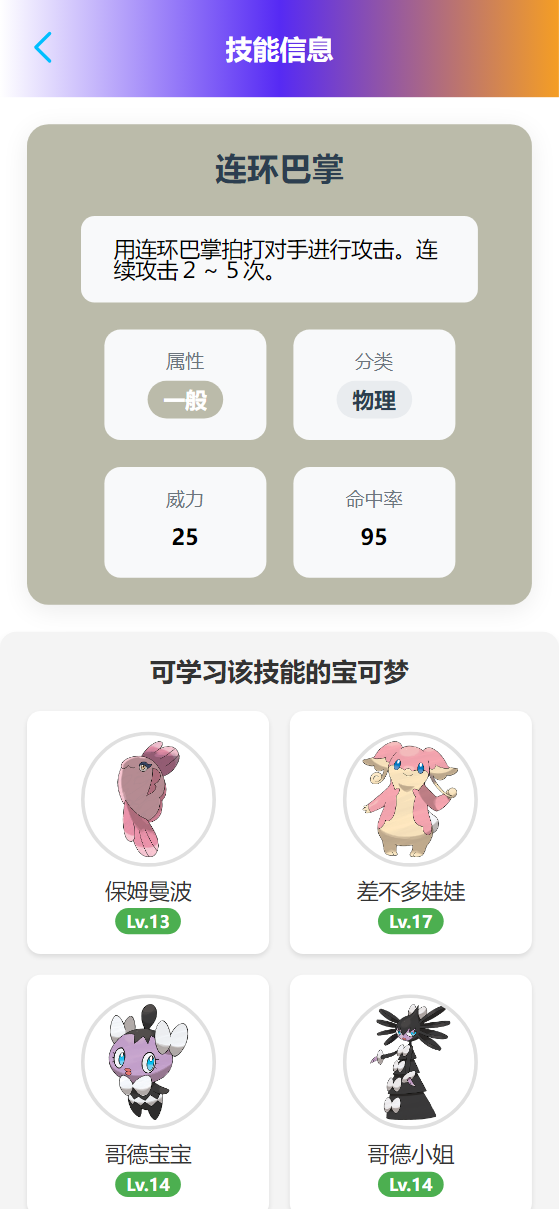 技能信息
连环巴掌
用连环巴掌拍打对手进行攻击。连
续攻击２～５次。
属性
分类
一般
物理
威力
命中率
25
95
可学习该技能的宝可梦
保姆曼波
差不多娃娃
Lv.13
Lv.17
哥德宝宝
哥德小姐
Lv.14
Lv.14